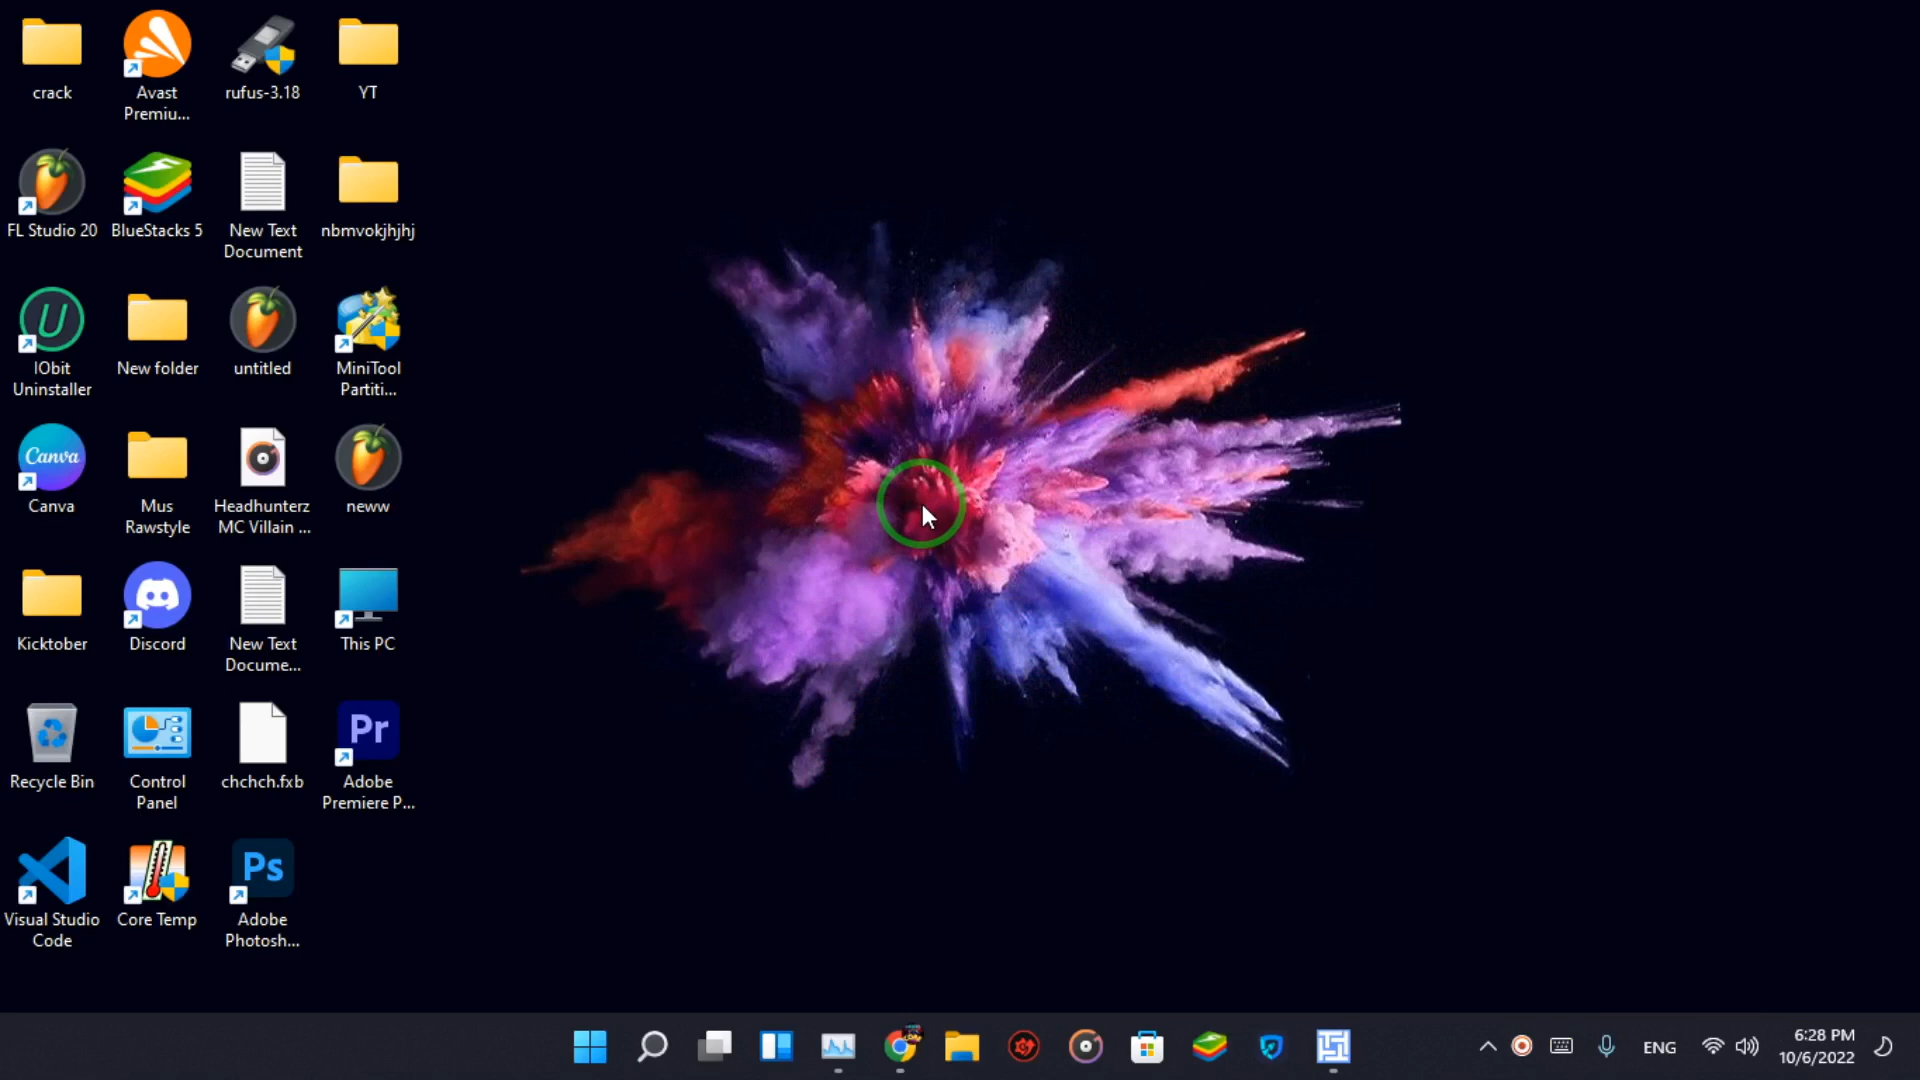 crack
Avast
Premiu...
rufus-3.18
YT
FL Studio 20
BlueStacks 5
New Text
Document
nbmvokjhjhj
U
IObit
Uninstaller
New folder
untitled
MiniTool
Partiti...
Canva
Canva
Mus
Rawstyle
Headhunterz
MC Villain ...
neww
Kicktober
Discord
New Text
Docume...
This PC
Recycle Bin
Control
Panel
chchch.fxb
Pr
Adobe
Premiere P...
Visual Studio
Code
Core Temp
Ps
Adobe
Photosh...
ENG
6:28 PM
10/6/2022